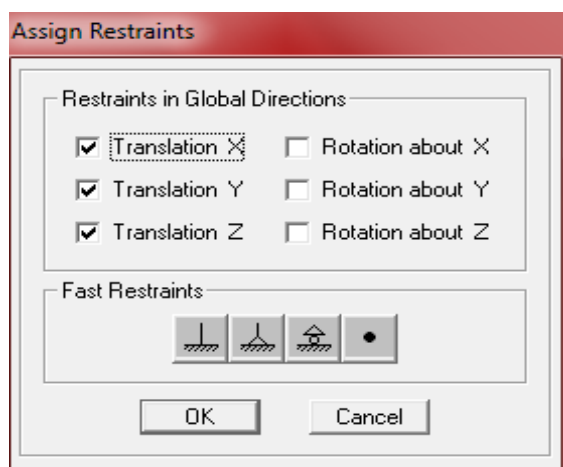 Assign Restraints
Restraints in Global Directions
Translation X Rotation about X
Translation Y Rotation about Y
Translation Z Rotation about Z
Fast Restraints
OK Cancel